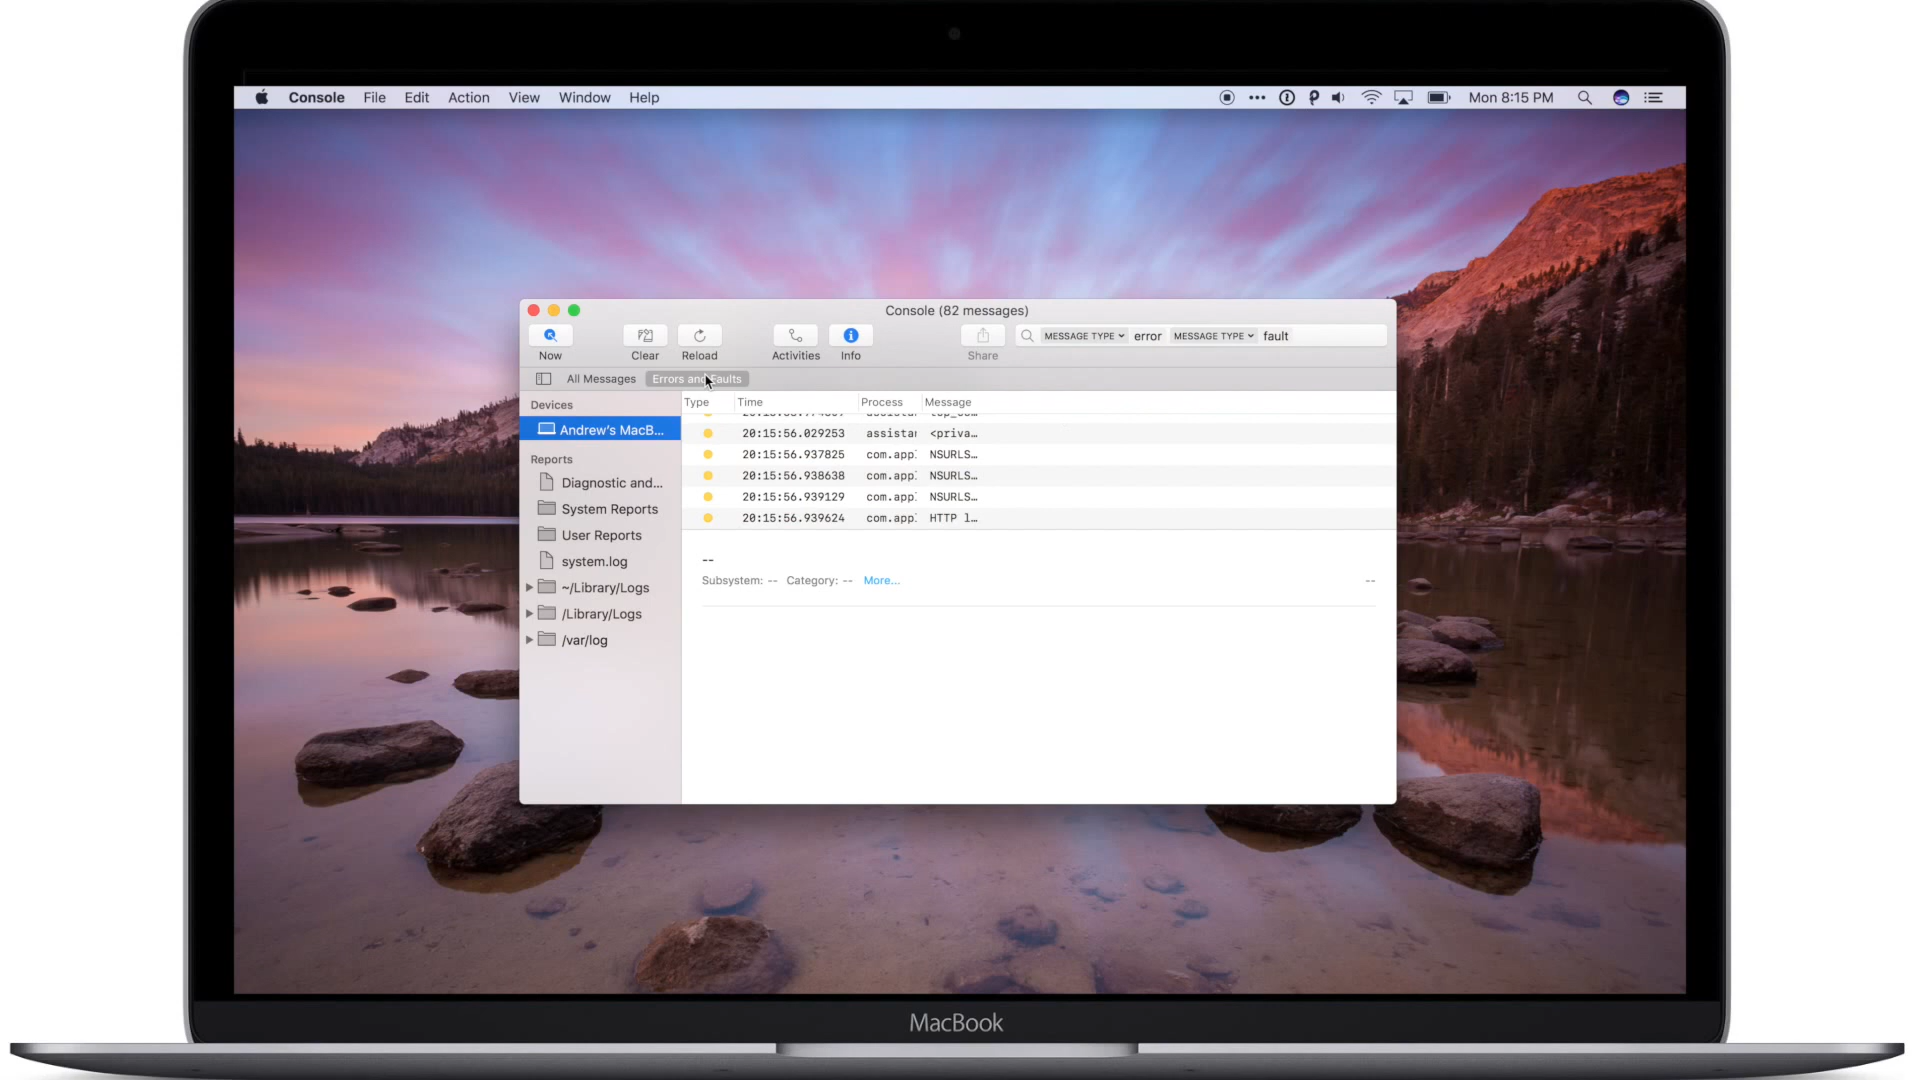 Console File Edit Action View Window Help Mon 8:15 PM
Console (82 messages)
MESSAGE TYPE error MESSAGE TYPE fault
Now Clear Reload Activities Info Share
All Messages Errors and Faults
Devices
Andrew's MacB...
Reports
Diagnostic and...
System Reports
User Reports
system.log
~/Library/Logs
/Library/Logs
/var/log
Type Time Process Message
20:15:56.029253 assistar <priva...
20:15:56.937825 com.app NSURLS...
20:15:56.938638 com.app NSURLS...
20:15:56.939129 com.app NSURLS...
20:15:56.939624 com.app HTTP l...
--
Subsystem: -- Category: -- More... --
MacBook